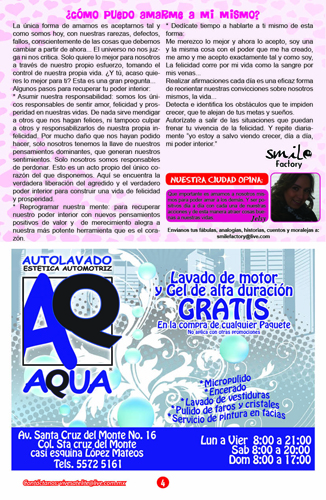 ¿CÓMO PUEDO AMARME A MI MISMO?
La única forma de amarnos es aceptarnos tal y
como somos hoy, con nuestras rarezas, defectos,
fallos, conscientemente de las cosas que debemos
cambiar a partir de ahora... El universo no nos juz-
ga ni nos critica. Solo quiere lo mejor para nosotros
a través de nuestro propio esfuerzo, tomando el
control de nuestra propia vida. ¿Y tú, acaso quie-
res lo mejor para ti? Esta es una gran pregunta...
Algunos pasos para recuperar tu poder interior:
* Asumir nuestra responsabilidad: somos los úni-
cos responsables de sentir amor, felicidad y pros-
peridad en nuestras vidas. De nada sirve mendigar
a otros que nos hagan felices, ni tampoco culpar
a otros y responsabilizarlos de nuestra propia in-
felicidad. Por mucho daño que nos hayan podido
hacer, solo nosotros tenemos la llave de nuestros
pensamientos dominantes, que generan nuestros
sentimientos. Solo nosotros somos responsables
de perdonar. Esto es un acto propio del único co-
razón del que disponemos. Aquí se encuentra la
verdadera liberación del agredido y el verdadero
poder interior para construir una vida de felicidad
y prosperidad.
* Reprogramar nuestra mente: para recuperar
nuestro poder interior con nuevos pensamientos
positivos de valor y · de merecimiento alegra a
nuestra más potente herramienta que es el cora-
zón.
* Dedícate tiempo a hablarte a ti mismo de esta
forma:
Me merezco lo mejor y ahora lo acepto, soy una
y la misma cosa con el poder que me ha creado,
me amo y me acepto exactamente tal y como soy,
La felicidad corre por mi vida como la sangre por
mis venas...
Realizar afirmaciones cada día es una eficaz forma
de reorientar nuestras convicciones sobre nosotros
mismos, la vida...
Detecta e identifica los obstáculos que te impiden
crecer, que te alejan de tus metas y sueños.
Autorízate a salir de las situaciones que puedan
frenar tu vivencia de la felicidad. Y repite diaria-
mente "yo estoy a salvo viendo crecer, día a día,
mi poder interior."
smile
Factory
NUESTRA CIUDAD OPINA:
July
Envíanos tus fábulas, analogías, historias, cuentos y moralejas a:
smilefactory@live.com
AUTOLAVADO
ESTETICA AUTOMOTRIZ
AQ
AQUA
Lavado de motor
y Gel de alta duración
GRATIS
En la compra de cualquier Paquete
No aplica con otras promociones
* Micropulido
* Encerado
* Lavado de vestiduras
* Pulido de faros y cristales
* Servicio de pintura en facias
Av. Santa Cruz del Monte No. 16
Col. Sta cruz del Monte
casi esquina López Mateos
Tels. 5572 5161
Lun a Vier 8:00 a 21:00
Sab 8:00 a 20:00
Dom 8:00 a 17:00
4